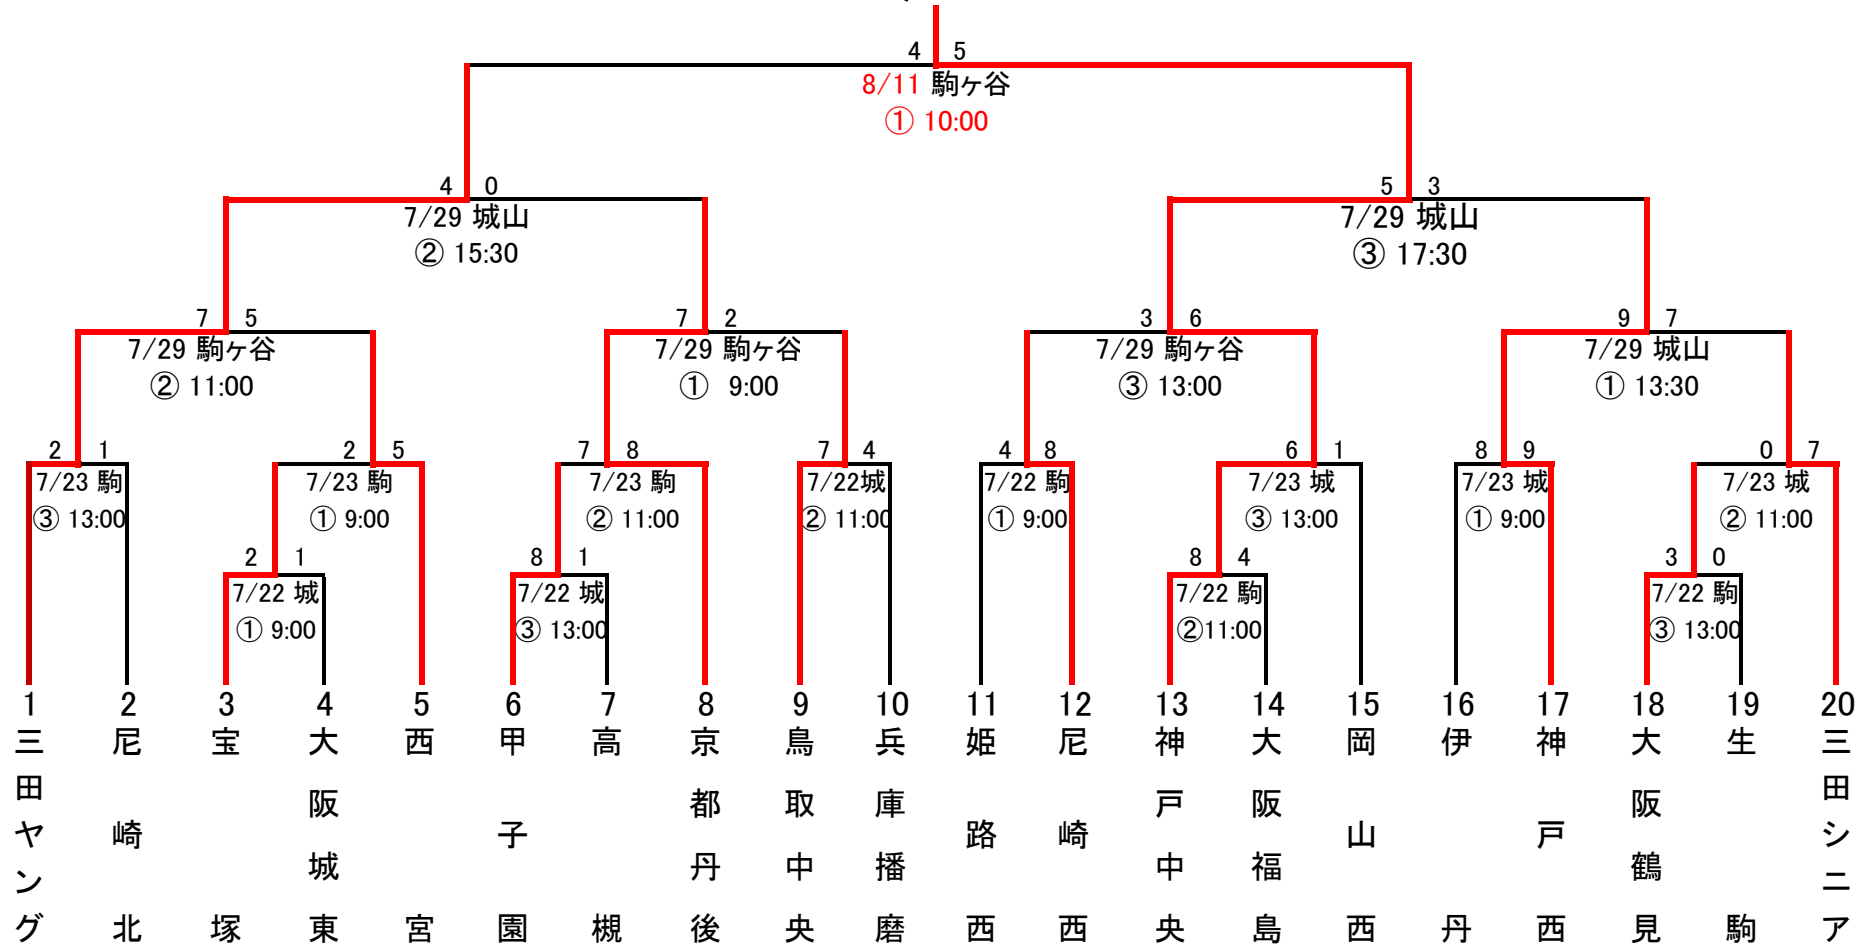 4 5
8/11 駒ヶ谷
① 10:00
4 0
7/29 城山
② 15:30
5 3
7/29 城山
③ 17:30
7 5
7/29 駒ヶ谷
② 11:00
7 2
7/29 駒ヶ谷
① 9:00
3 6
7/29 駒ヶ谷
③ 13:00
9 7
7/29 城山
① 13:30
2 1
7/23 駒
③ 13:00
2 5
7/23 駒
① 9:00
7 8
7/23 駒
② 11:00
7 4
7/22城
② 11:00
4 8
7/22 駒
① 9:00
6 1
7/23 城
③ 13:00
8 9
7/23 城
① 9:00
0 7
7/23 城
② 11:00
2 1
7/22 城
① 9:00
8 1
7/22 城
③ 13:00
8 4
7/22 駒
②11:00
3 0
7/22 駒
③ 13:00
1
三田ヤング
2
尼崎北
3
宝塚
4
大阪城東
5
西宮
6
甲子園
7
高槻
8
京都丹後
9
鳥取中央
10
兵庫播磨
11
姫路西
12
尼崎西
13
神戸中央
14
大阪福島
15
岡山西
16
伊丹
17
神戸西
18
大阪鶴見
19
生駒
20
三田シニア